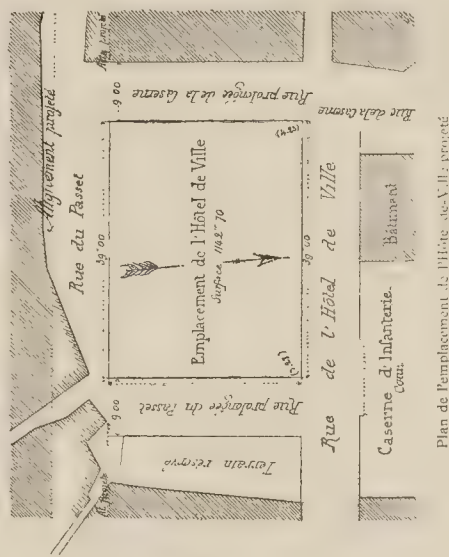 Alignement projeté
Rue du Passet
9.00
39.00
9.00
Rue prolongée du Passet
Rue prolongée de la Caserne
Emplacement de l'Hôtel de Ville
Terrain réservé
39.00
Rue de l'Hôtel de Ville
Rue de la Caserne
Caserne d'Infanterie
Cour
Bâtiment
Plan de l'emplacement de l'Hôtel-de-Ville projeté